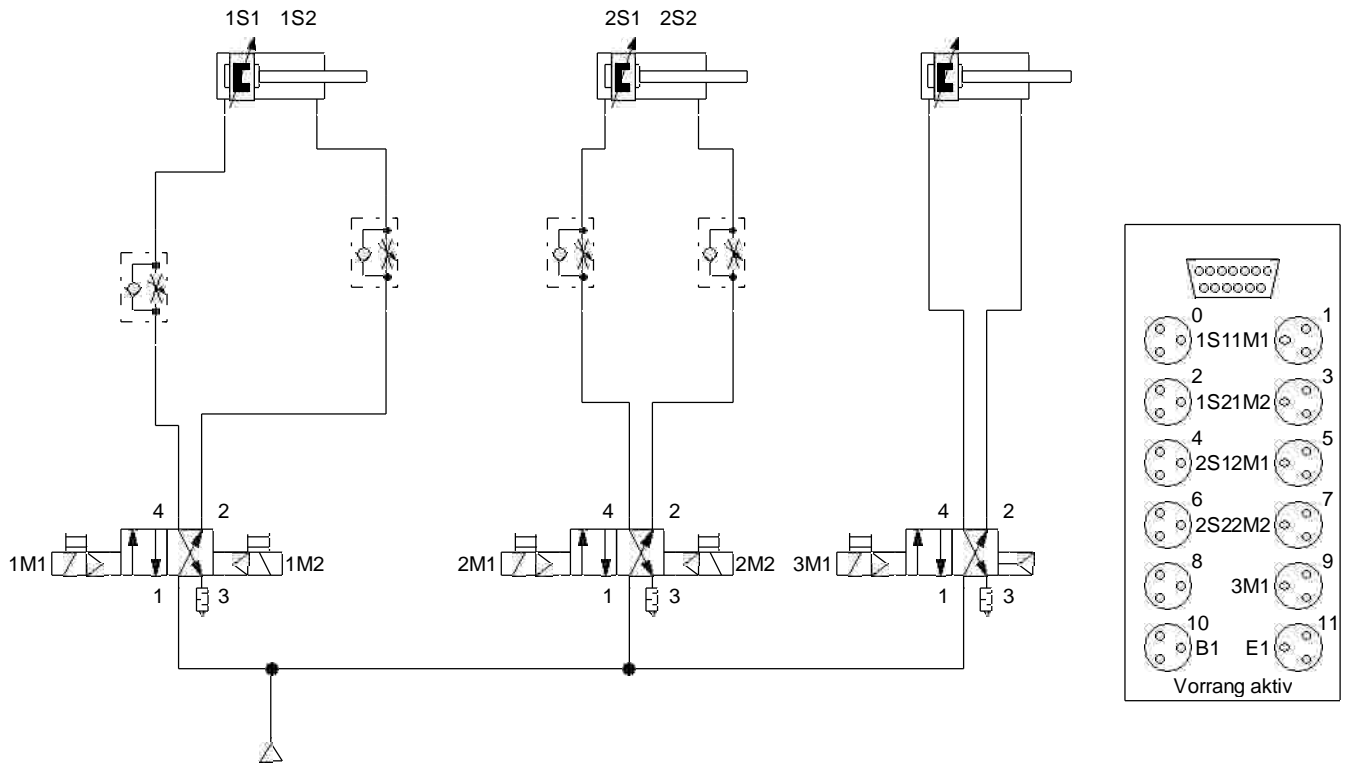 1S1 1S2 2S1 2S2
0 1
1S11M1
2 3
1S21M2
4 5
2S12M1
6 7
2S22M2
8 9
3M1
10 11
B1 E1
Vorrang aktiv
4 2 4 2 4 2
1M1 1M2 2M1 2M2 3M1
1 3 1 3 1 3